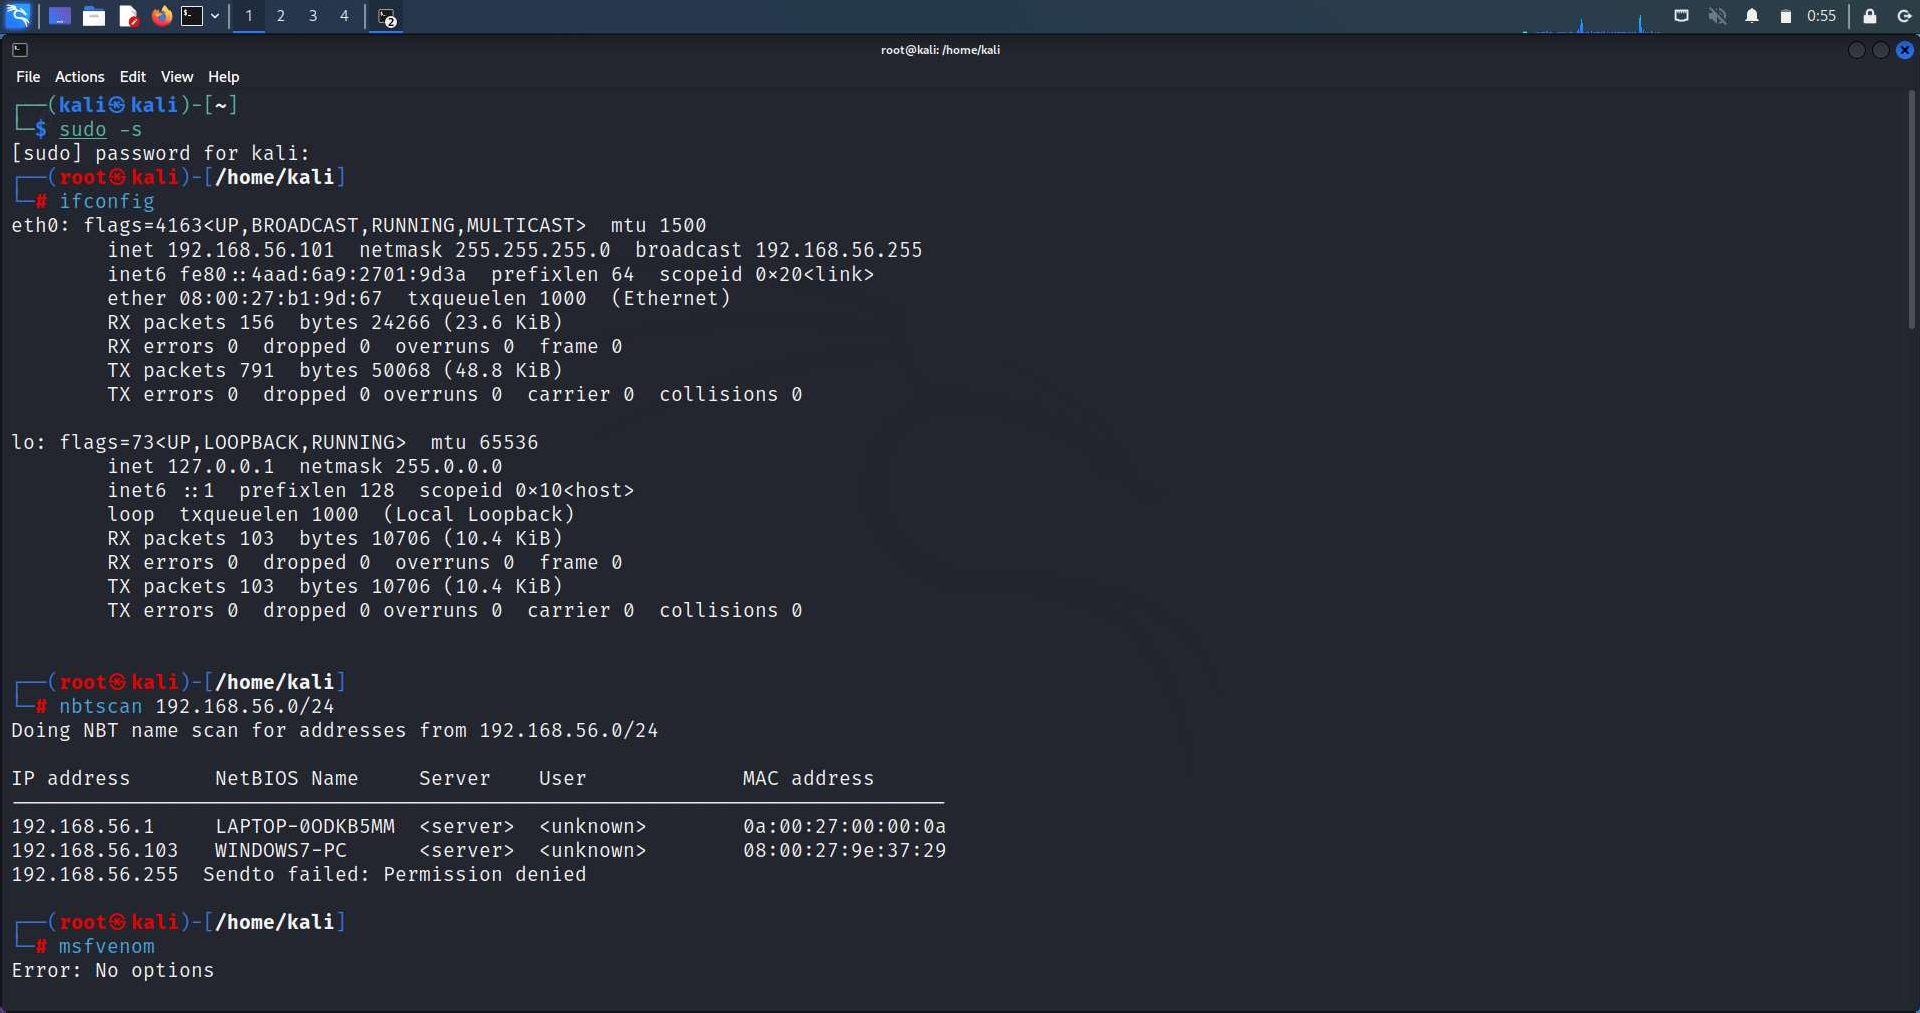 1 2 3 4 2 0:55
root@kali: /home/kali
File Actions Edit View Help
┌──(kali㉿kali)-[~]
└─$ sudo -s
[sudo] password for kali:
┌──(root㉿kali)-[/home/kali]
└─# ifconfig
eth0: flags=4163<UP,BROADCAST,RUNNING,MULTICAST>  mtu 1500
        inet 192.168.56.101  netmask 255.255.255.0  broadcast 192.168.56.255
        inet6 fe80::4aad:6a9:2701:9d3a  prefixlen 64  scopeid 0×20<link>
        ether 08:00:27:b1:9d:67  txqueuelen 1000  (Ethernet)
        RX packets 156  bytes 24266 (23.6 KiB)
        RX errors 0  dropped 0  overruns 0  frame 0
        TX packets 791  bytes 50068 (48.8 KiB)
        TX errors 0  dropped 0 overruns 0  carrier 0  collisions 0
lo: flags=73<UP,LOOPBACK,RUNNING>  mtu 65536
        inet 127.0.0.1  netmask 255.0.0.0
        inet6 ::1  prefixlen 128  scopeid 0×10<host>
        loop  txqueuelen 1000  (Local Loopback)
        RX packets 103  bytes 10706 (10.4 KiB)
        RX errors 0  dropped 0  overruns 0  frame 0
        TX packets 103  bytes 10706 (10.4 KiB)
        TX errors 0  dropped 0 overruns 0  carrier 0  collisions 0
┌──(root㉿kali)-[/home/kali]
└─# nbtscan 192.168.56.0/24
Doing NBT name scan for addresses from 192.168.56.0/24
IP address       NetBIOS Name     Server    User             MAC address
192.168.56.1     LAPTOP-0ODKB5MM  <server>  <unknown>        0a:00:27:00:00:0a
192.168.56.103   WINDOWS7-PC      <server>  <unknown>        08:00:27:9e:37:29
192.168.56.255  Sendto failed: Permission denied
┌──(root㉿kali)-[/home/kali]
└─# msfvenom
Error: No options